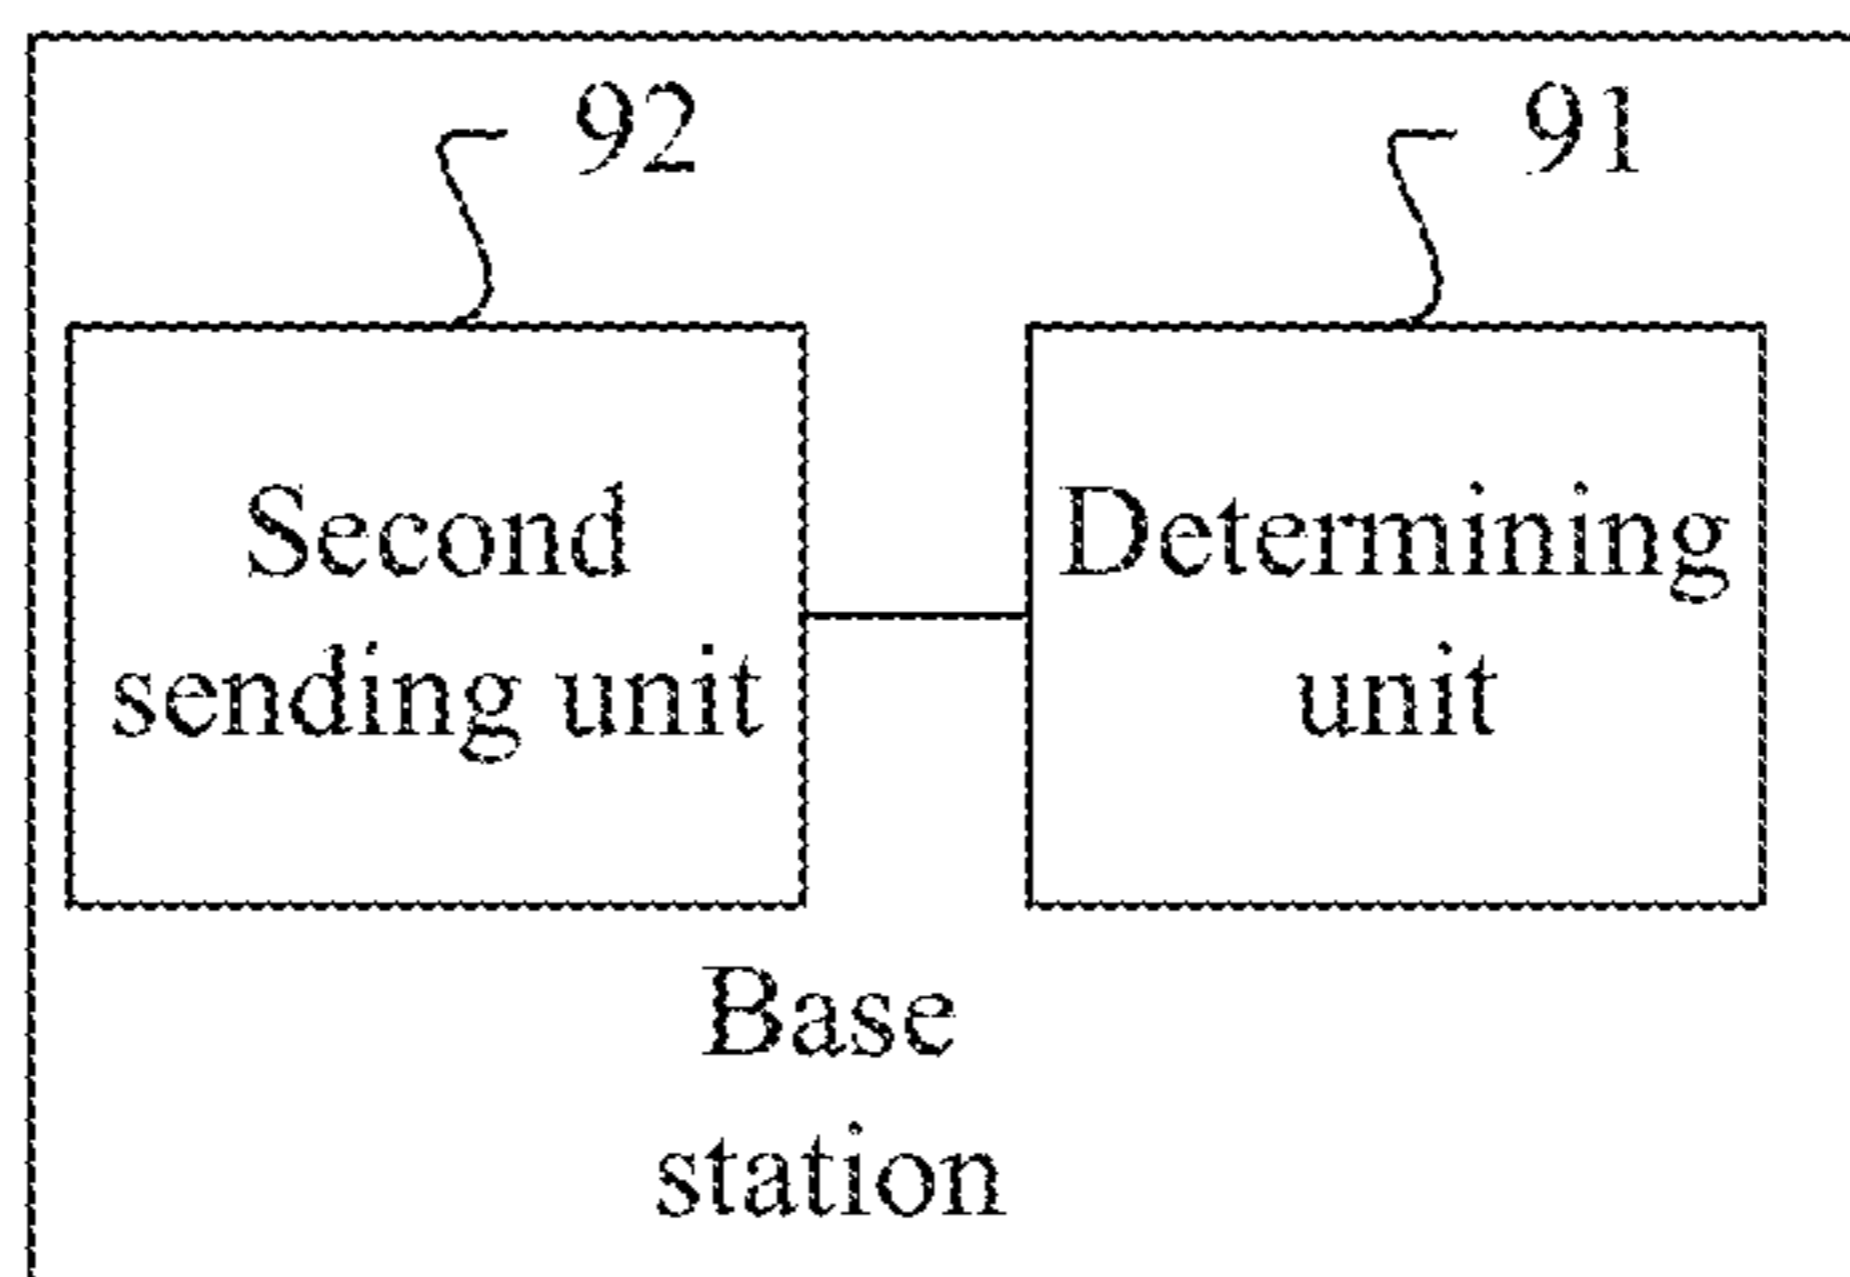 92
91
Second
sending unit
Determining
unit
Base
station